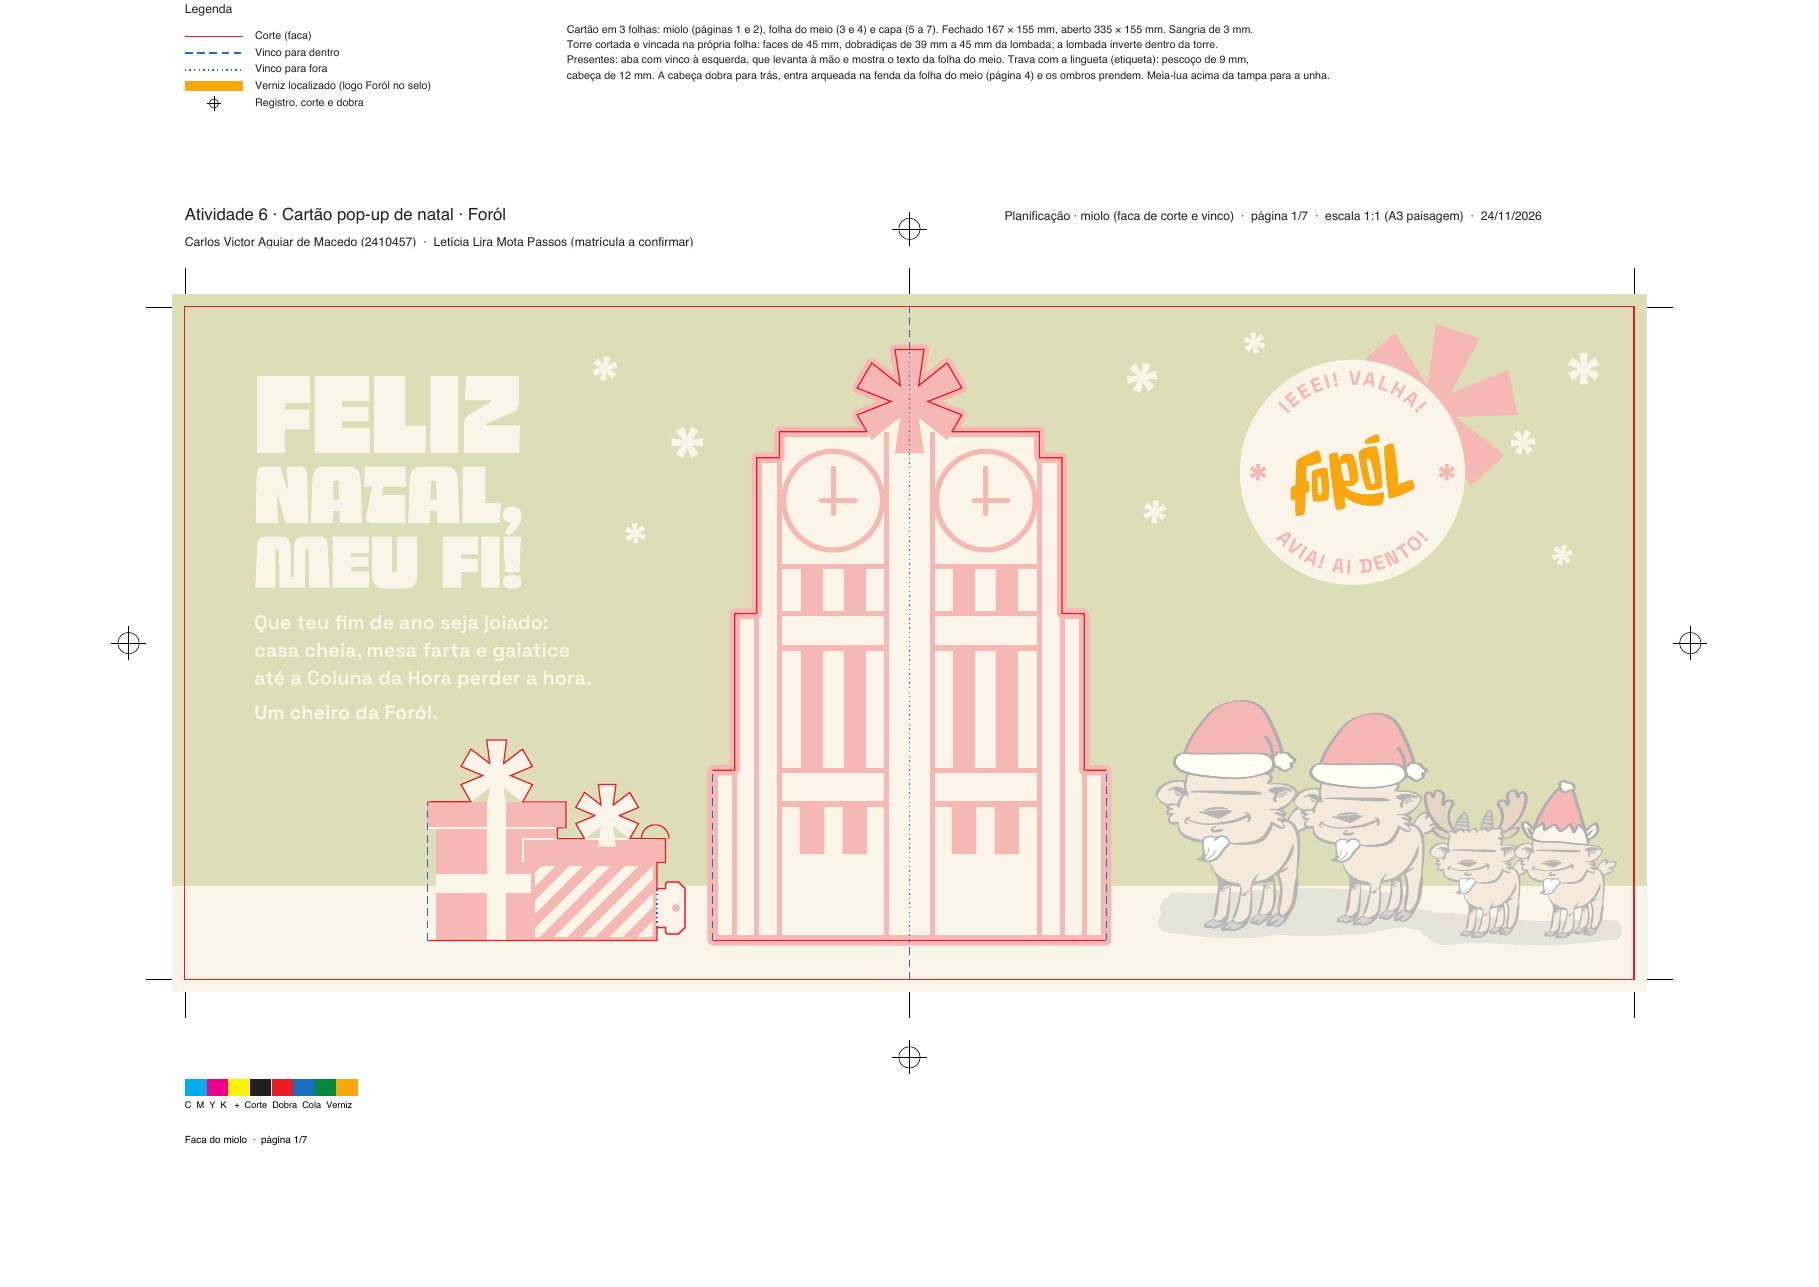 Legenda
Corte (faca)
Vinco para dentro
Vinco para fora
Verniz localizado (logo Foról no selo)
Registro, corte e dobra
Cartão em 3 folhas: miolo (páginas 1 e 2), folha do meio (3 e 4) e capa (5 a 7). Fechado 167 × 155 mm, aberto 335 × 155 mm. Sangria de 3 mm.
Torre cortada e vincada na própria folha: faces de 45 mm, dobradiças de 39 mm a 45 mm da lombada; a lombada inverte dentro da torre.
Presentes: aba com vinco à esquerda, que levanta à mão e mostra o texto da folha do meio. Trava com a lingueta (etiqueta): pescoço de 9 mm,
cabeça de 12 mm. A cabeça dobra para trás, entra arqueada na fenda da folha do meio (página 4) e os ombros prendem. Meia-lua acima da tampa para a unha.
Atividade 6 · Cartão pop-up de natal · Foról
Planificação · miolo (faca de corte e vinco) · página 1/7 · escala 1:1 (A3 paisagem) · 24/11/2026
Carlos Victor Aguiar de Macedo (2410457) · Letícia Lira Mota Passos (matrícula a confirmar)
FELIZ
NATAL,
MEU FI!
Que teu fim de ano seja joiado:
casa cheia, mesa farta e gaiatice
até a Coluna da Hora perder a hora.
Um cheiro da Foról.
IEEEI! VALHA!
FORÓL
AVIA! AI DENTO!
C M Y K + Corte Dobra Cola Verniz
Faca do miolo · página 1/7